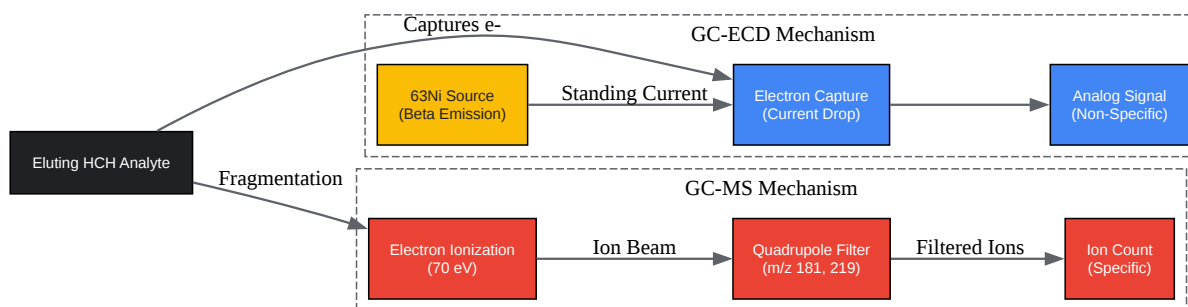 Captures e-
GC-ECD Mechanism
63Ni Source
(Beta Emission)
Standing Current
Electron Capture
(Current Drop)
Analog Signal
(Non-Specific)
Eluting HCH Analyte
Fragmentation
GC-MS Mechanism
Electron Ionization
(70 eV)
Ion Beam
Quadrupole Filter
(m/z 181, 219)
Filtered Ions
Ion Count
(Specific)